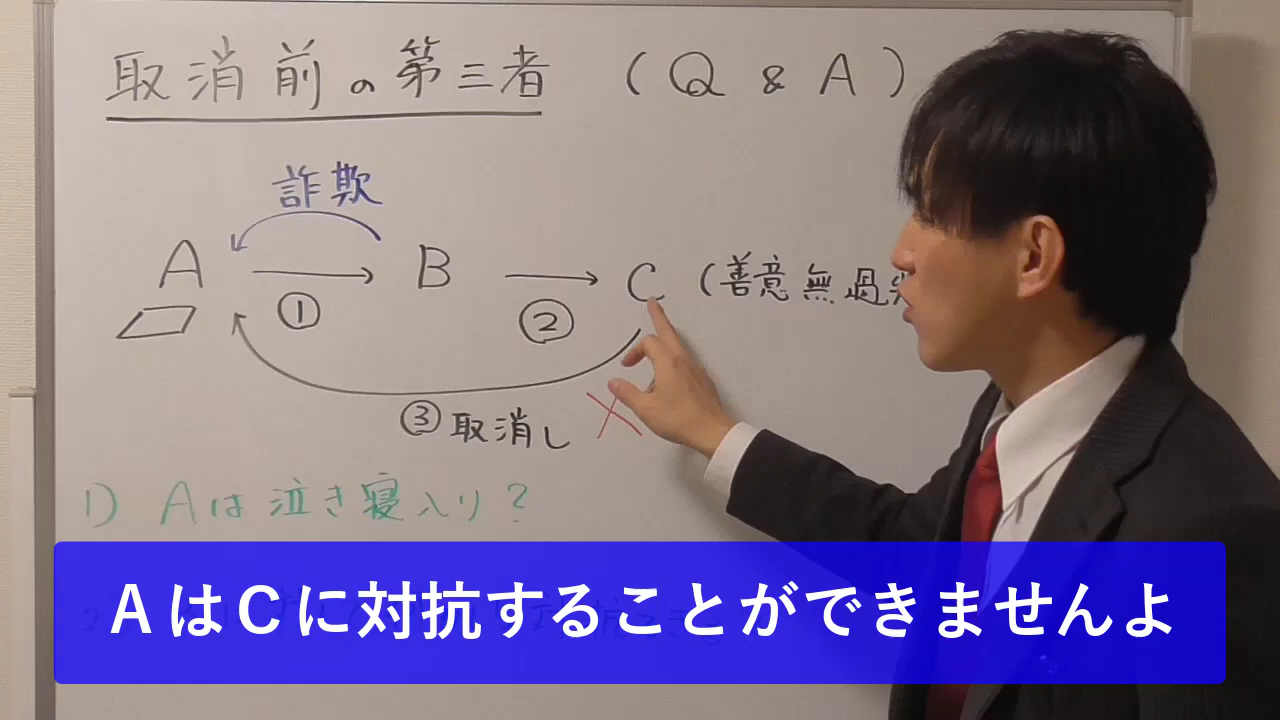 取消前の第三者 (Q & A)
詐欺
A → B → C (善意無過
① ②
③ 取消し ×
1) Aは泣き寝入り?
AはCに対抗することができませんよ